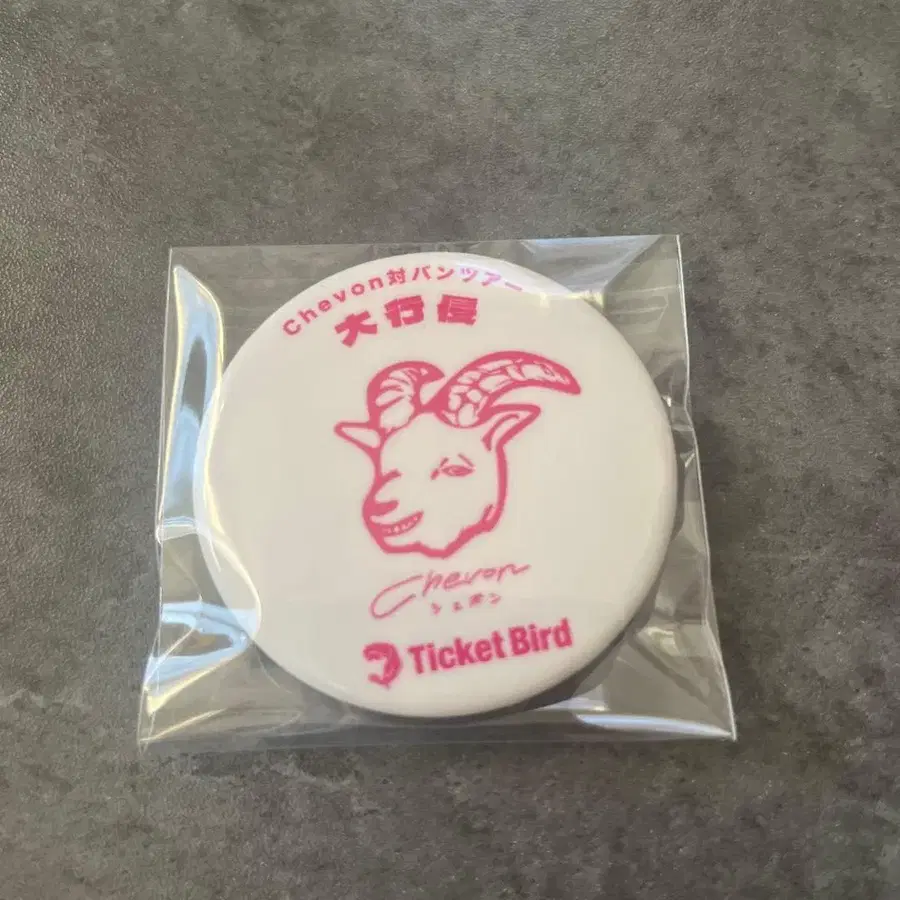 Chevon対バンツアー
大行侵
Chevon
シェボン
Ticket Bird